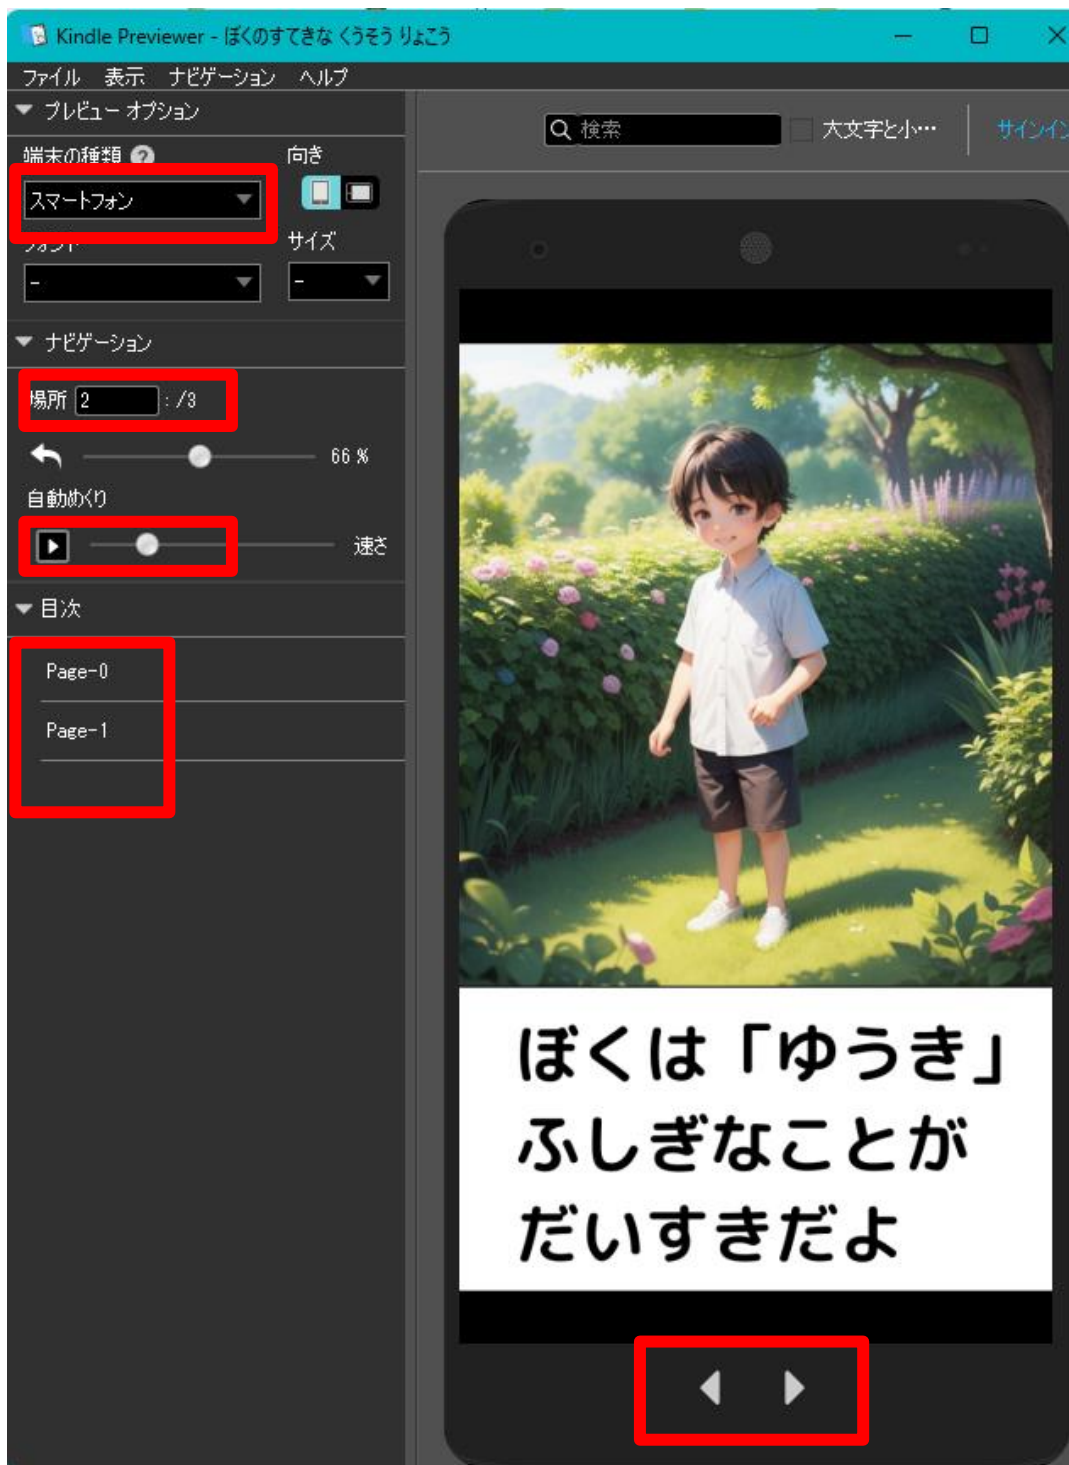 Kindle Previewer - ぼくのすてきな くうそう りょこう
ファイル 表示 ナビゲーション ヘルプ
プレビュー オプション
検索
大文字と小…
サインイン
端末の種類
向き
スマートフォン
フォント
サイズ
-
-
ナビゲーション
場所 2 : /3
66 %
自動めくり
速さ
目次
Page-0
Page-1
ぼくは「ゆうき」
ふしぎなことが
だいすきだよ